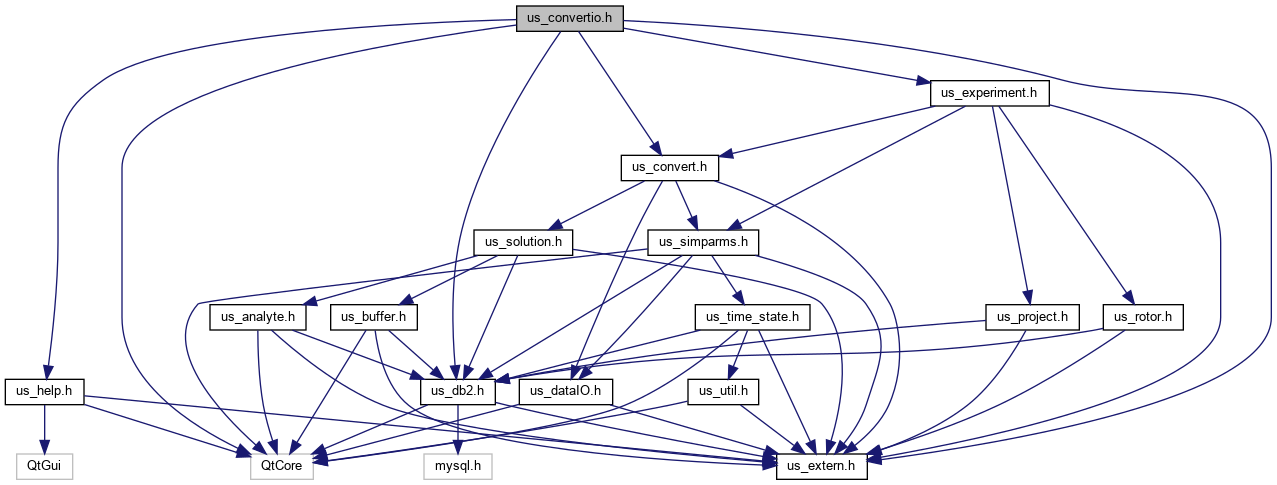 us_convertio.h
us_experiment.h
us_convert.h
us_solution.h
us_simparms.h
us_analyte.h
us_buffer.h
us_time_state.h
us_project.h
us_rotor.h
us_help.h
us_db2.h
us_dataIO.h
us_util.h
QtGui
QtCore
mysql.h
us_extern.h